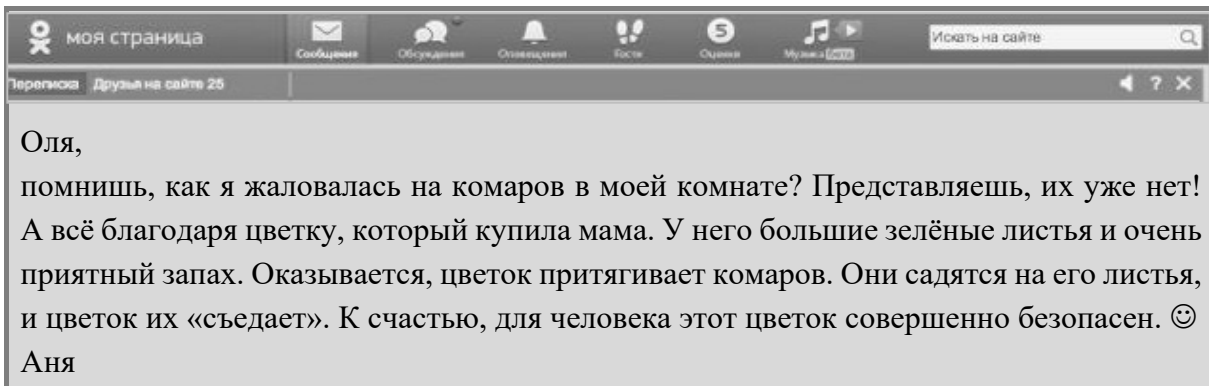 моя страница
Сообщения Обсуждения Оповещения Гости Оценки Музыка бета
Искать на сайте
Переписка Друзья на сайте 25
Оля,
помнишь, как я жаловалась на комаров в моей комнате? Представляешь, их уже нет!
А всё благодаря цветку, который купила мама. У него большие зелёные листья и очень
приятный запах. Оказывается, цветок притягивает комаров. Они садятся на его листья,
и цветок их «съедает». К счастью, для человека этот цветок совершенно безопасен. ☺
Аня